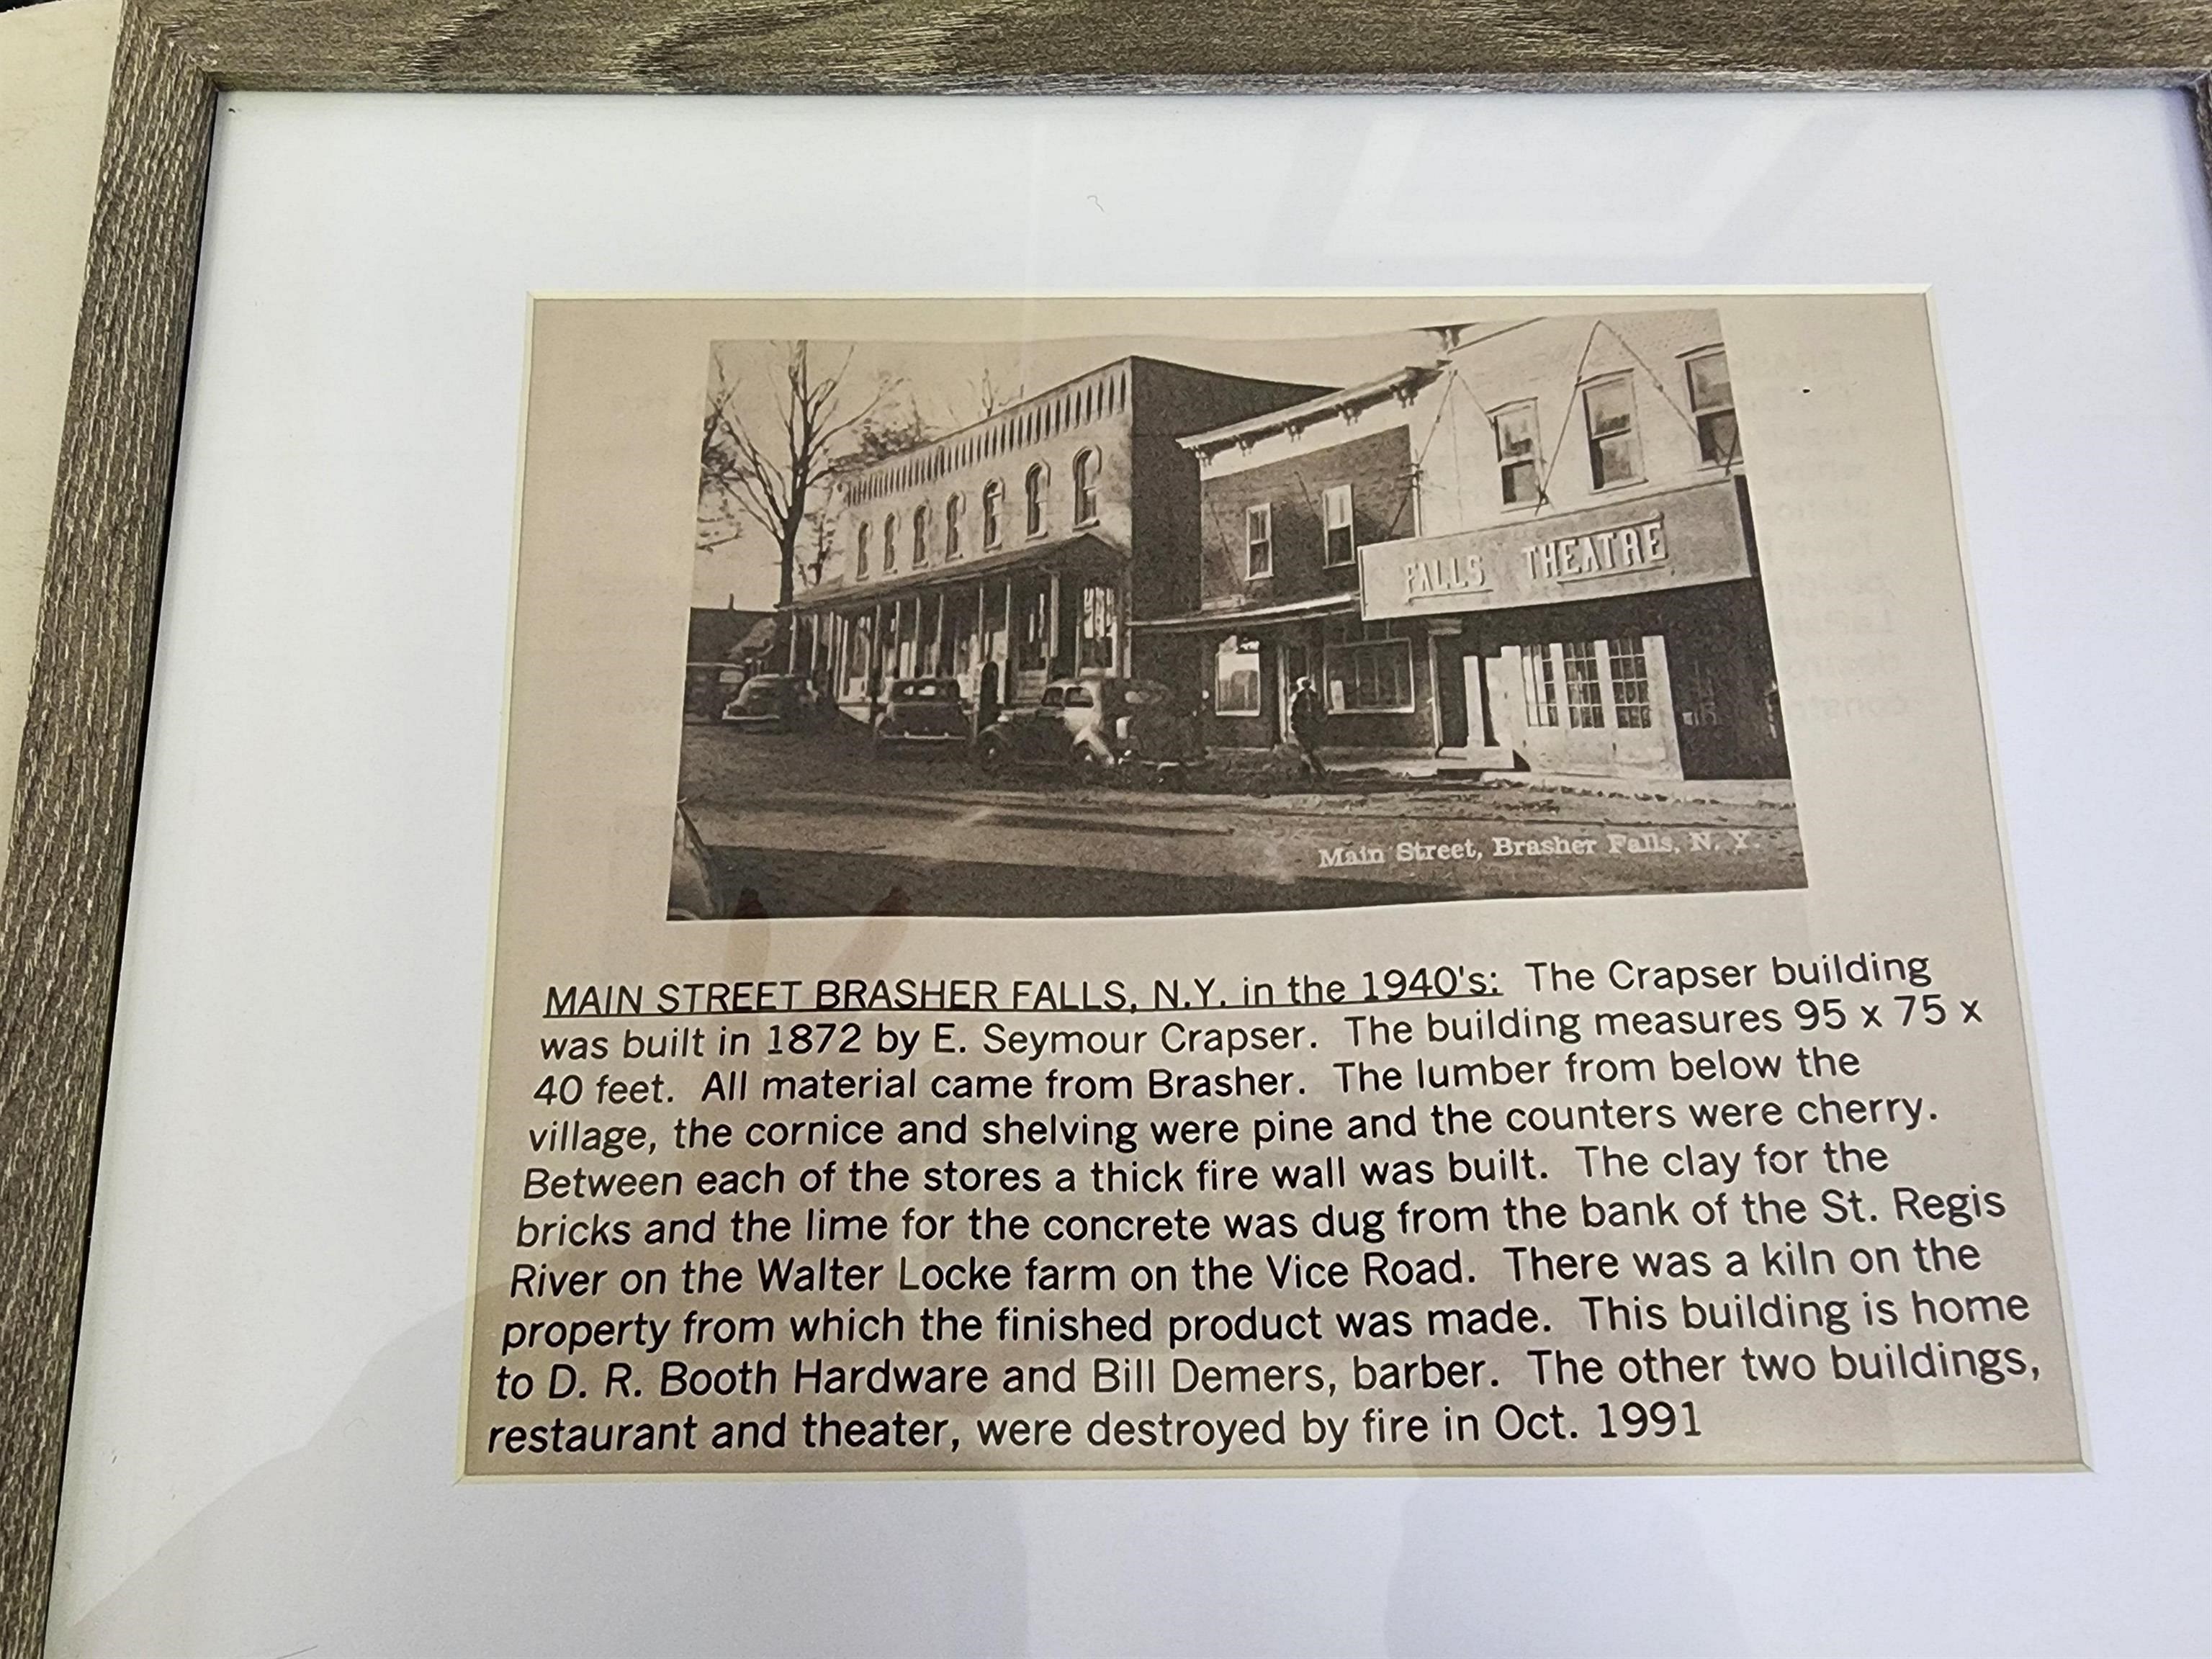 FALLS THEATRE
Main Street, Brasher Falls, N. Y.
MAIN STREET BRASHER FALLS, N.Y. in the 1940's: The Crapser building
was built in 1872 by E. Seymour Crapser. The building measures 95 x 75 x
40 feet. All material came from Brasher. The lumber from below the
village, the cornice and shelving were pine and the counters were cherry.
Between each of the stores a thick fire wall was built. The clay for the
bricks and the lime for the concrete was dug from the bank of the St. Regis
River on the Walter Locke farm on the Vice Road. There was a kiln on the
property from which the finished product was made. This building is home
to D. R. Booth Hardware and Bill Demers, barber. The other two buildings,
restaurant and theater, were destroyed by fire in Oct. 1991